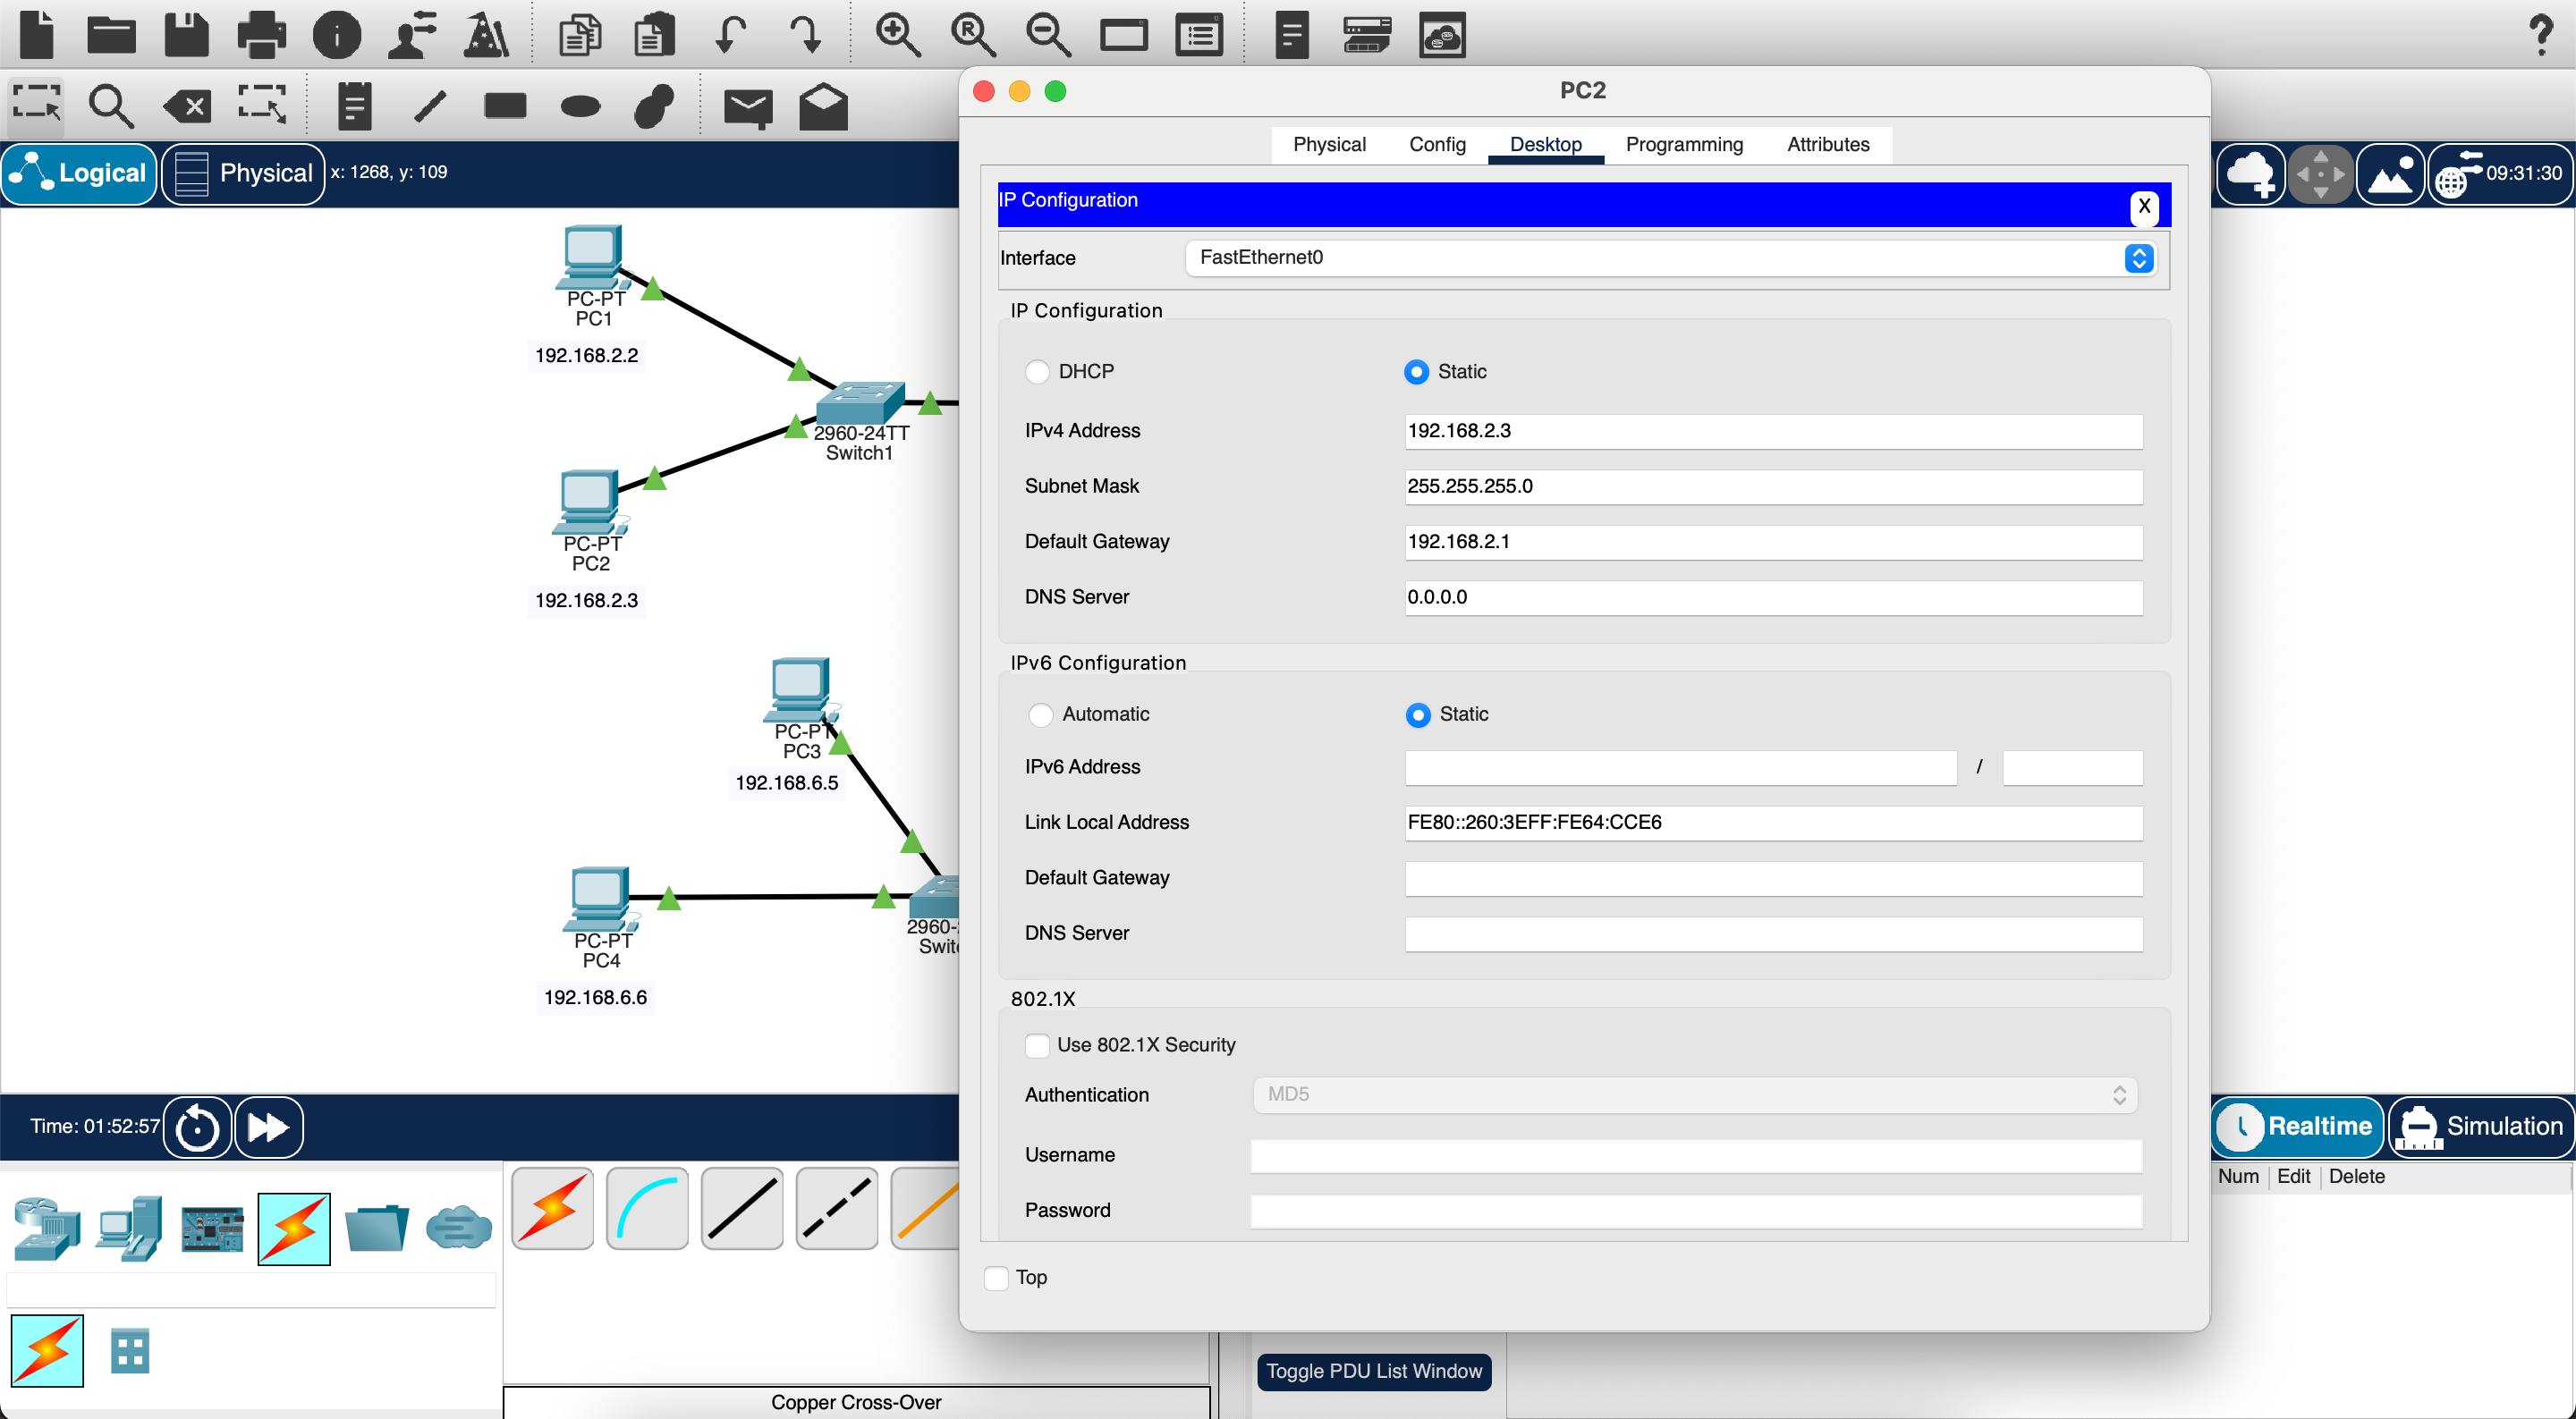 PC2
Physical Config Desktop Programming Attributes
Logical Physical x: 1268, y: 109
09:31:30
IP Configuration X
Interface FastEthernet0
IP Configuration
DHCP Static
IPv4 Address 192.168.2.3
Subnet Mask 255.255.255.0
Default Gateway 192.168.2.1
DNS Server 0.0.0.0
IPv6 Configuration
Automatic Static
IPv6 Address /
Link Local Address FE80::260:3EFF:FE64:CCE6
Default Gateway
DNS Server
802.1X
Use 802.1X Security
Authentication MD5
Username
Password
Top
PC-PT
PC1
192.168.2.2
2960-24TT
Switch1
PC-PT
PC2
192.168.2.3
PC-PT
PC3
192.168.6.5
PC-PT
PC4
192.168.6.6
2960-
Swit
Time: 01:52:57
Realtime Simulation
Num Edit Delete
Toggle PDU List Window
Copper Cross-Over